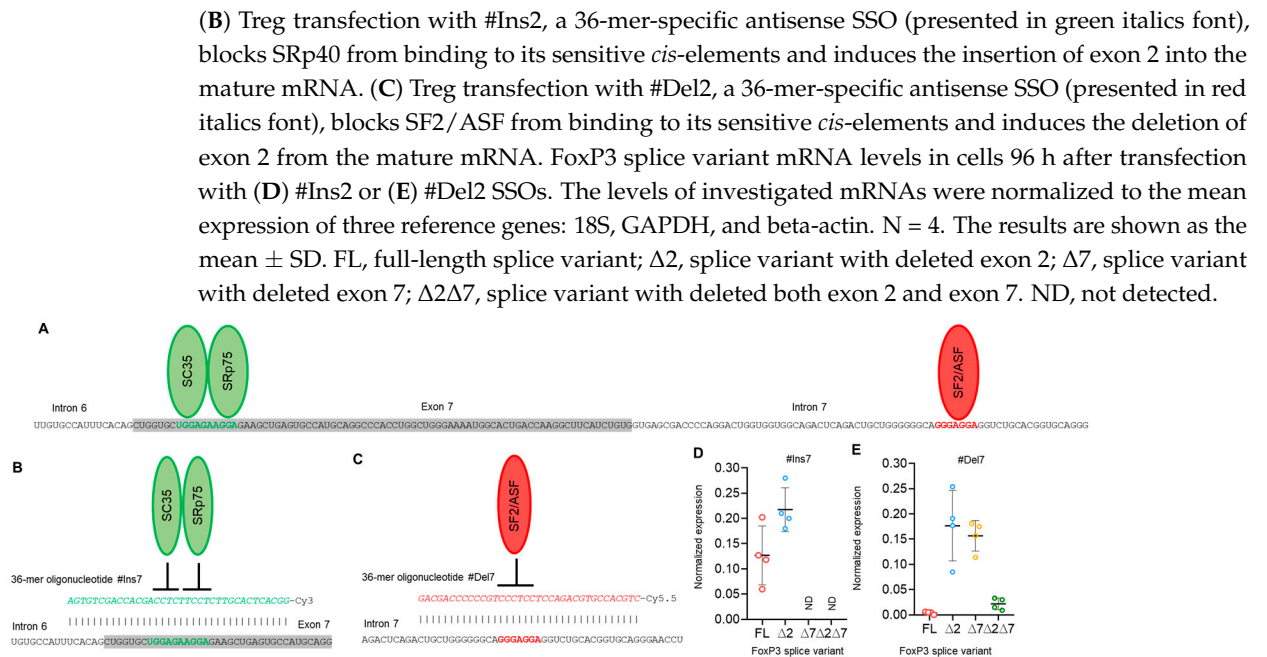 (B) Treg transfection with #Ins2, a 36-mer-specific antisense SSO (presented in green italics font),
blocks SRp40 from binding to its sensitive cis-elements and induces the insertion of exon 2 into the
mature mRNA. (C) Treg transfection with #Del2, a 36-mer-specific antisense SSO (presented in red
italics font), blocks SF2/ASF from binding to its sensitive cis-elements and induces the deletion of
exon 2 from the mature mRNA. FoxP3 splice variant mRNA levels in cells 96 h after transfection
with (D) #Ins2 or (E) #Del2 SSOs. The levels of investigated mRNAs were normalized to the mean
expression of three reference genes: 18S, GAPDH, and beta-actin. N = 4. The results are shown as the
mean ± SD. FL, full-length splice variant; Δ2, splice variant with deleted exon 2; Δ7, splice variant
with deleted exon 7; Δ2Δ7, splice variant with deleted both exon 2 and exon 7. ND, not detected.
A
SC35
SRp75
SF2/ASF
Intron 6
Exon 7
Intron 7
UUGUGCCAUUUCACAGCUGGUGCUGGAGAAGGAGAAGCUGAGUGCCAUGCAGGCCCACCUGGCUGGGAAAAUGGCACUGACCAAGGCUUCAUCUGUGGUGAGCGACCCCAGGACUGGUGGUGGCAGACUCAGACUGCUGGGGGGCAGGGAGGAGGUCUGCACGGUGCAGGG
B
SC35
SRp75
36-mer oligonucleotide #Ins7
AGTGTCGACCACGACCTCTTCCTCTTGCACTCACGG-Cy3
Intron 6
Exon 7
UGUGCCAUUUCACAGCUGGUGCUGGAGAAGGAGAAGCUGAGUGCCAUGCAGG
C
SF2/ASF
36-mer oligonucleotide #Del7
GACGACCCCCCGTCCCTCCTCCAGACGTGCCACGTC-Cy5.5
Intron 7
AGACUCAGACUGCUGGGGGGCAGGGAGGAGGUCUGCACGGUGCAGGGAACCU
D
#Ins7
Normalized expression
0.30
0.25
0.20
0.15
0.10
0.05
0.00
ND
ND
FL Δ2 Δ7Δ2Δ7
FoxP3 splice variant
E
#Del7
Normalized expression
0.30
0.25
0.20
0.15
0.10
0.05
0.00
FL Δ2 Δ7Δ2Δ7
FoxP3 splice variant